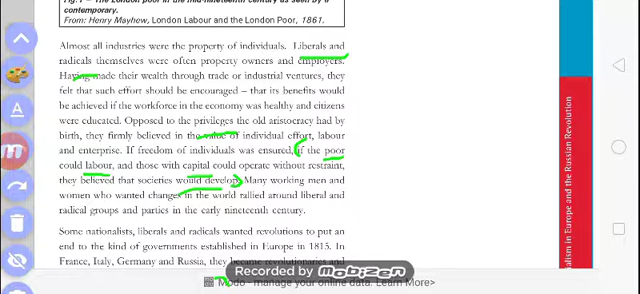 Fig.1 – The London poor in the mid-nineteenth century as seen by a
contemporary.
From: Henry Mayhew, London Labour and the London Poor, 1861.
Almost all industries were the property of individuals. Liberals and
radicals themselves were often property owners and employers.
Having made their wealth through trade or industrial ventures, they
felt that such effort should be encouraged – that its benefits would
be achieved if the workforce in the economy was healthy and citizens
were educated. Opposed to the privileges the old aristocracy had by
birth, they firmly believed in the value of individual effort, labour
and enterprise. If freedom of individuals was ensured, if the poor
could labour, and those with capital could operate without restraint,
they believed that societies would develop. Many working men and
women who wanted changes in the world rallied around liberal and
radical groups and parties in the early nineteenth century.
Some nationalists, liberals and radicals wanted revolutions to put an
end to the kind of governments established in Europe in 1815. In
France, Italy, Germany and Russia, they became revolutionaries and
ialism in Europe and the Russian Revolution
A
Recorded by mobizen
manage your online data. Learn More>